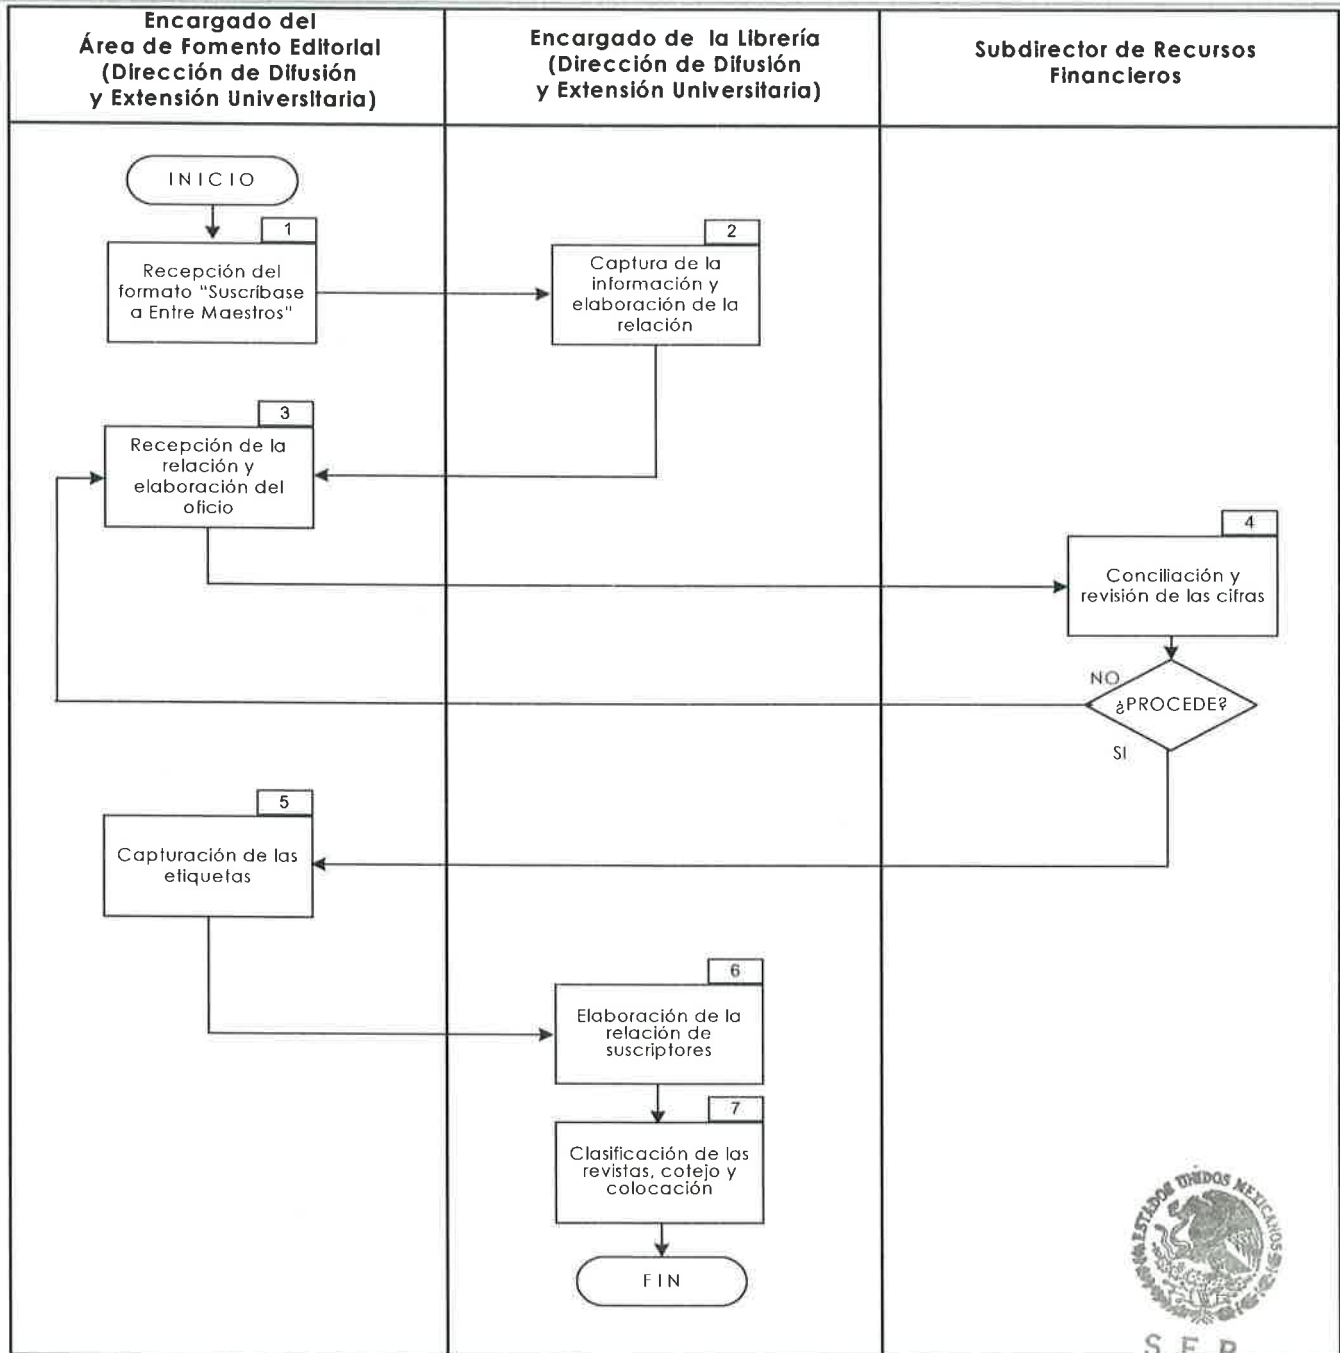 Encargado del
Área de Fomento Editorial
(Dirección de Difusión
y Extensión Universitaria)
Encargado de la Librería
(Dirección de Difusión
y Extensión Universitaria)
Subdirector de Recursos
Financieros
INICIO
1
Recepción del
formato "Suscríbase
a Entre Maestros"
2
Captura de la
información y
elaboración de la
relación
3
Recepción de la
relación y
elaboración del
oficio
4
Conciliación y
revisión de las cifras
NO
¿PROCEDE?
SI
5
Capturación de las
etiquetas
6
Elaboración de la
relación de
suscriptores
7
Clasificación de las
revistas, cotejo y
colocación
FIN
ESTADOS UNIDOS MEXICANOS
S E P